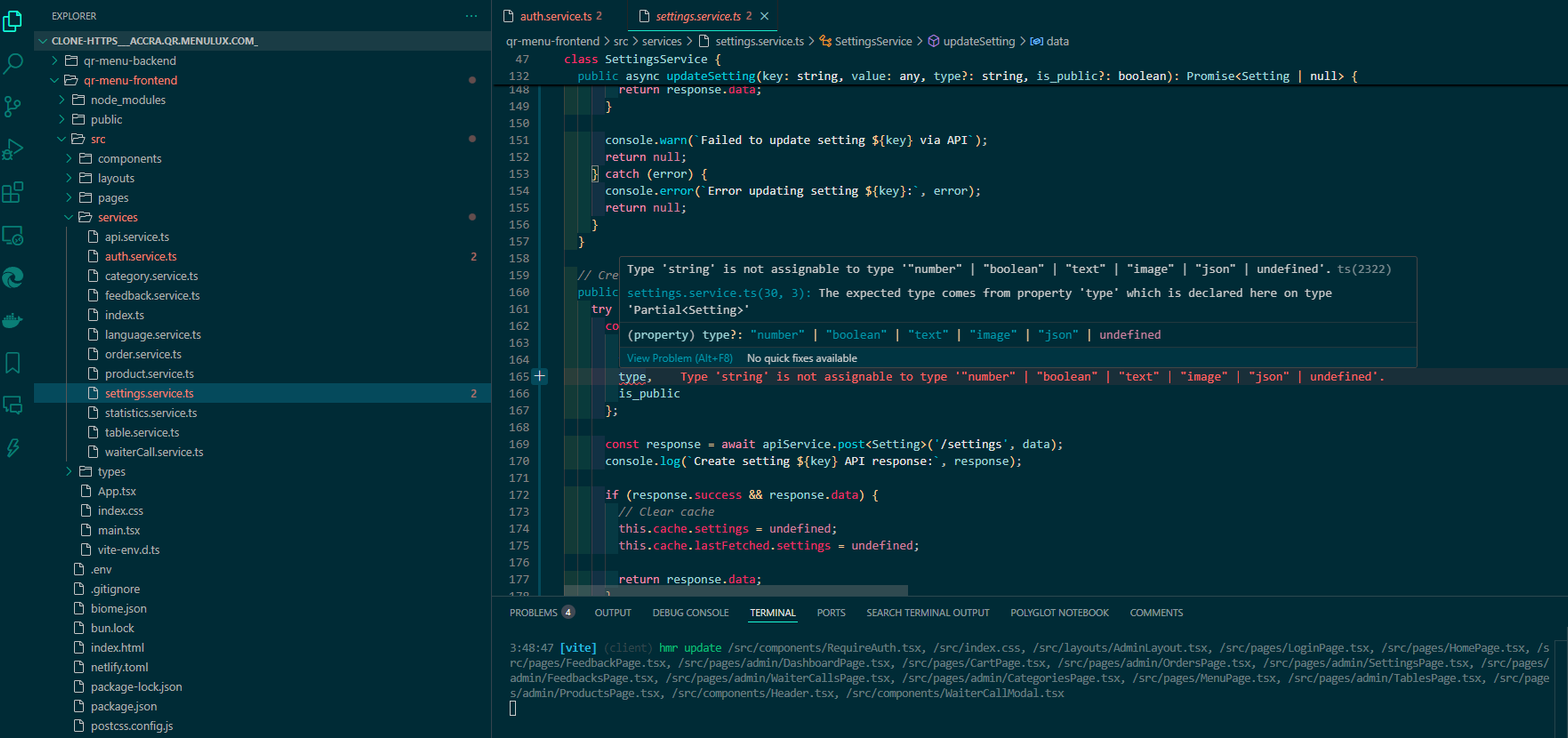 EXPLORER
CLONE-HTTPS__ACCRA.QR.MENULUX.COM_
qr-menu-backend
qr-menu-frontend
node_modules
public
src
components
layouts
pages
services
api.service.ts
auth.service.ts 2
category.service.ts
feedback.service.ts
index.ts
language.service.ts
order.service.ts
product.service.ts
settings.service.ts 2
statistics.service.ts
table.service.ts
waiterCall.service.ts
types
App.tsx
index.css
main.tsx
vite-env.d.ts
.env
.gitignore
biome.json
bun.lock
index.html
netlify.toml
package-lock.json
package.json
postcss.config.js
auth.service.ts 2
settings.service.ts 2
qr-menu-frontend > src > services > settings.service.ts > SettingsService > updateSetting > data
47 class SettingsService {
132 public async updateSetting(key: string, value: any, type?: string, is_public?: boolean): Promise<Setting | null> {
148 return response.data;
149 }
150
151 console.warn(`Failed to update setting ${key} via API`);
152 return null;
153 } catch (error) {
154 console.error(`Error updating setting ${key}:`, error);
155 return null;
156 }
157 }
158
159 // Cre
160 public
161 try
162 co
163
164
165 type, Type 'string' is not assignable to type '"number" | "boolean" | "text" | "image" | "json" | undefined'.
166 is_public
167 };
168
169 const response = await apiService.post<Setting>('/settings', data);
170 console.log(`Create setting ${key} API response:`, response);
171
172 if (response.success && response.data) {
173 // Clear cache
174 this.cache.settings = undefined;
175 this.cache.lastFetched.settings = undefined;
176
177 return response.data;
178 }
Type 'string' is not assignable to type '"number" | "boolean" | "text" | "image" | "json" | undefined'. ts(2322)
settings.service.ts(30, 3): The expected type comes from property 'type' which is declared here on type
'Partial<Setting>'
(property) type?: "number" | "boolean" | "text" | "image" | "json" | undefined
View Problem (Alt+F8) No quick fixes available
PROBLEMS 4 OUTPUT DEBUG CONSOLE TERMINAL PORTS SEARCH TERMINAL OUTPUT POLYGLOT NOTEBOOK COMMENTS
3:48:47 [vite] (client) hmr update /src/components/RequireAuth.tsx, /src/index.css, /src/layouts/AdminLayout.tsx, /src/pages/LoginPage.tsx, /src/pages/HomePage.tsx, /s
rc/pages/FeedbackPage.tsx, /src/pages/admin/DashboardPage.tsx, /src/pages/CartPage.tsx, /src/pages/admin/OrdersPage.tsx, /src/pages/admin/SettingsPage.tsx, /src/pages/
admin/FeedbacksPage.tsx, /src/pages/admin/WaiterCallsPage.tsx, /src/pages/admin/CategoriesPage.tsx, /src/pages/MenuPage.tsx, /src/pages/admin/TablesPage.tsx, /src/page
s/admin/ProductsPage.tsx, /src/components/Header.tsx, /src/components/WaiterCallModal.tsx